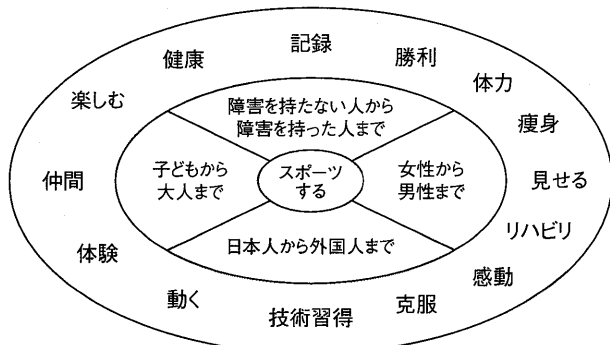 記録
健康
勝利
体力
楽しむ
痩身
障害を持たない人から
障害を持った人まで
仲間
子どもから
大人まで
スポーツ
する
女性から
男性まで
見せる
リハビリ
体験
日本人から外国人まで
感動
動く
克服
技術習得